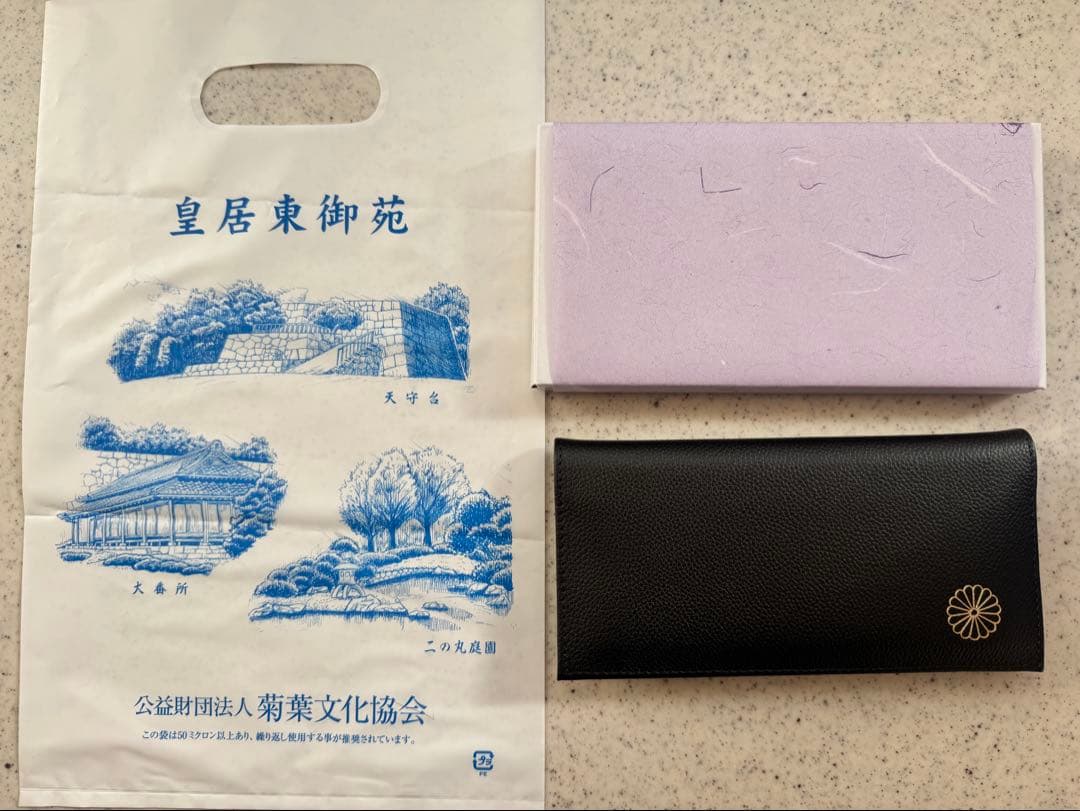 皇居東御苑
天守台
大番所
二の丸庭園
公益財団法人 菊葉文化協会
この袋は50ミクロン以上あり、繰り返し使用する事が推奨されています。
プラ
PE